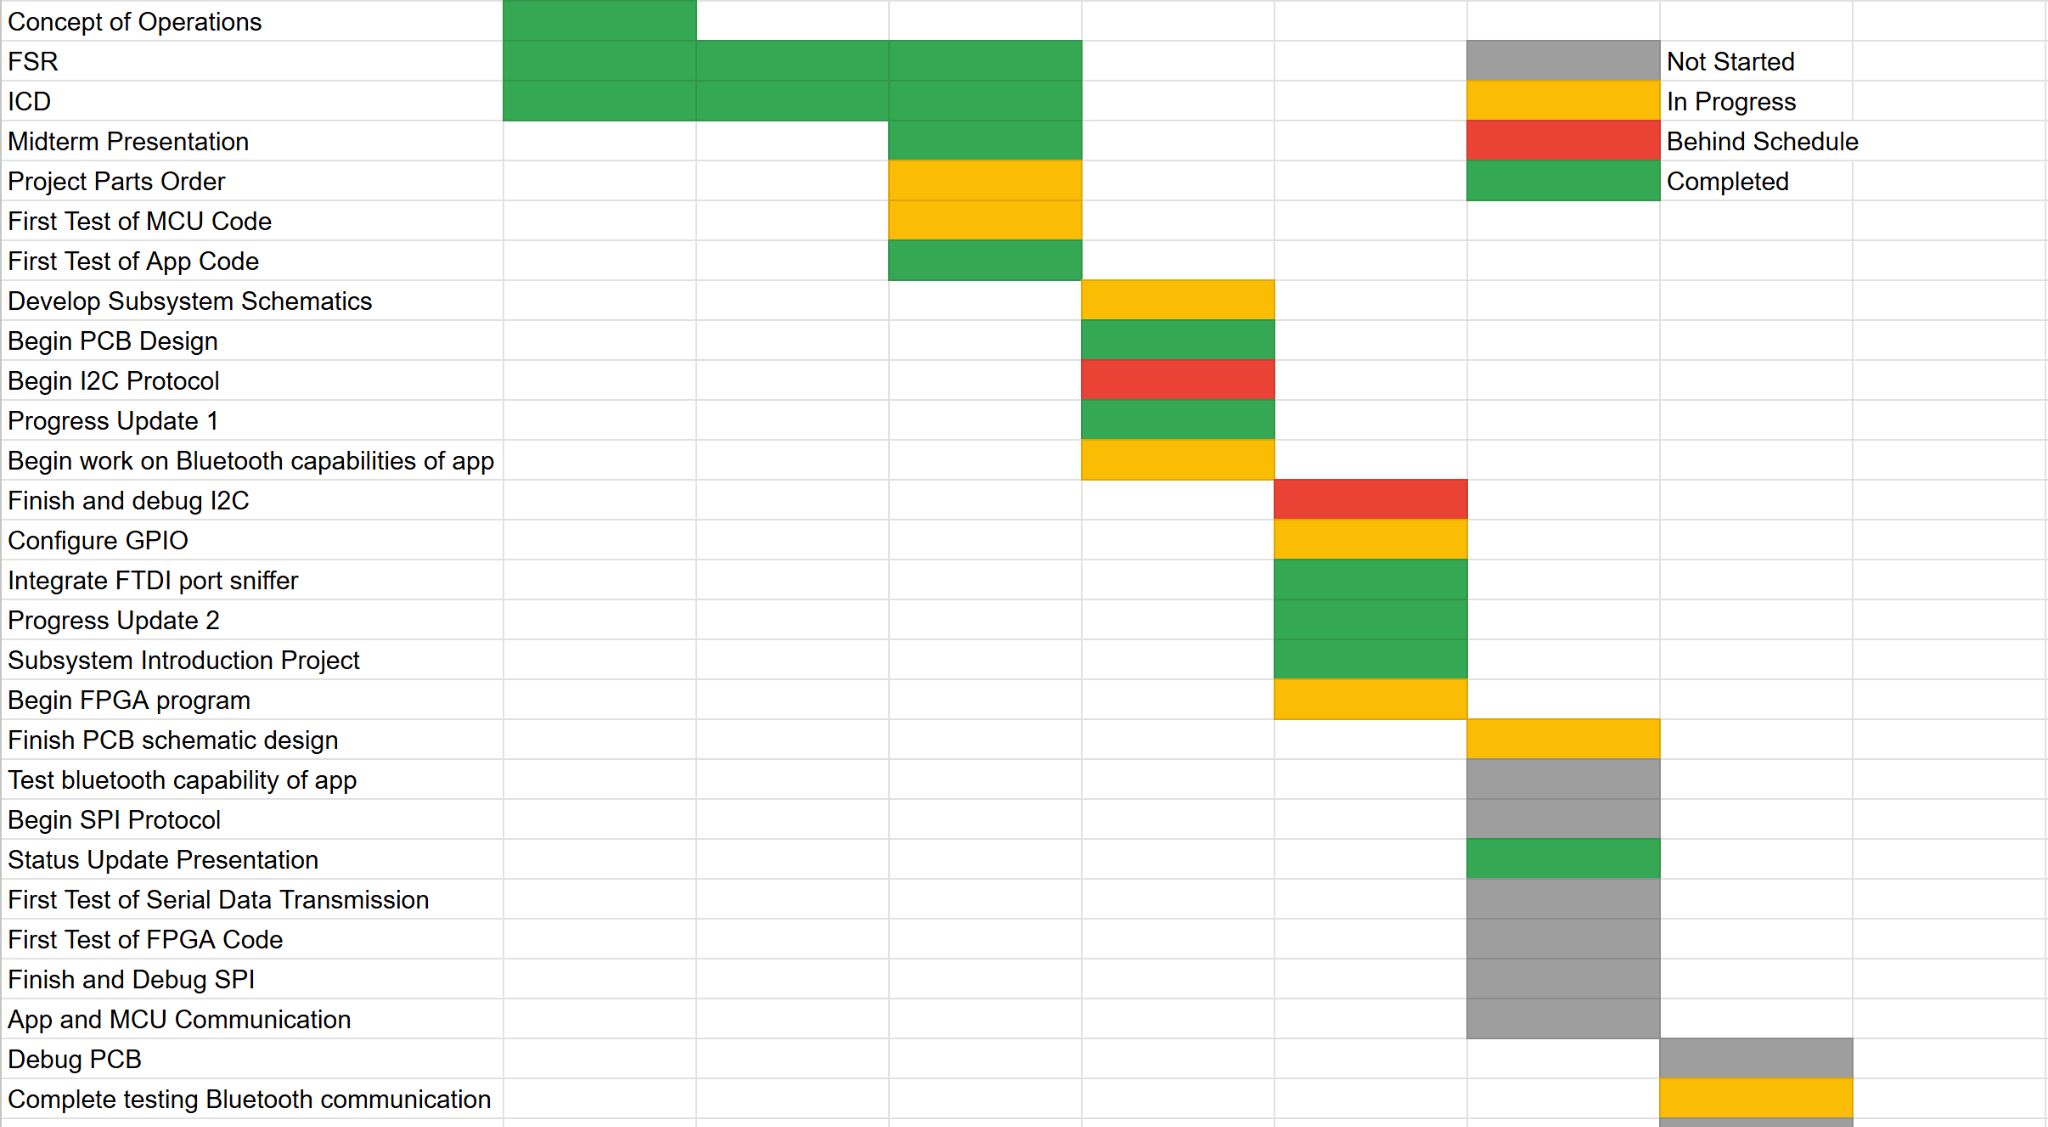 Concept of Operations
FSR
Not Started
ICD
In Progress
Midterm Presentation
Behind Schedule
Project Parts Order
Completed
First Test of MCU Code
First Test of App Code
Develop Subsystem Schematics
Begin PCB Design
Begin I2C Protocol
Progress Update 1
Begin work on Bluetooth capabilities of app
Finish and debug I2C
Configure GPIO
Integrate FTDI port sniffer
Progress Update 2
Subsystem Introduction Project
Begin FPGA program
Finish PCB schematic design
Test bluetooth capability of app
Begin SPI Protocol
Status Update Presentation
First Test of Serial Data Transmission
First Test of FPGA Code
Finish and Debug SPI
App and MCU Communication
Debug PCB
Complete testing Bluetooth communication